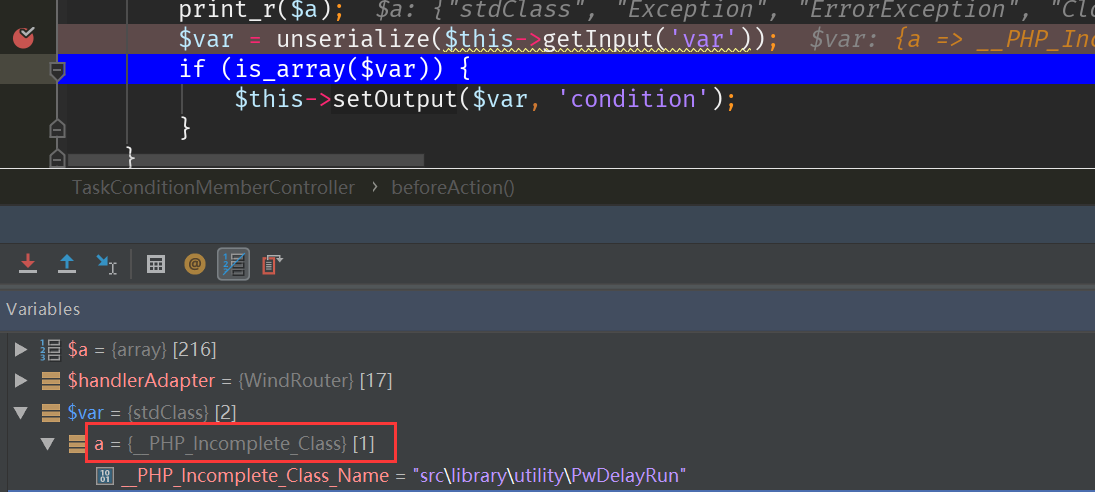 print_r($a);   $a: {"stdClass", "Exception", "ErrorException", "Clo
$var = unserialize($this->getInput('var'));   $var: {a => __PHP_Inc
if (is_array($var)) {
$this->setOutput($var, 'condition');
}
}
TaskConditionMemberController › beforeAction()
Variables
$a = {array} [216]
$handlerAdapter = {WindRouter} [17]
$var = {stdClass} [2]
a = {__PHP_Incomplete_Class} [1]
__PHP_Incomplete_Class_Name = "src\library\utility\PwDelayRun"